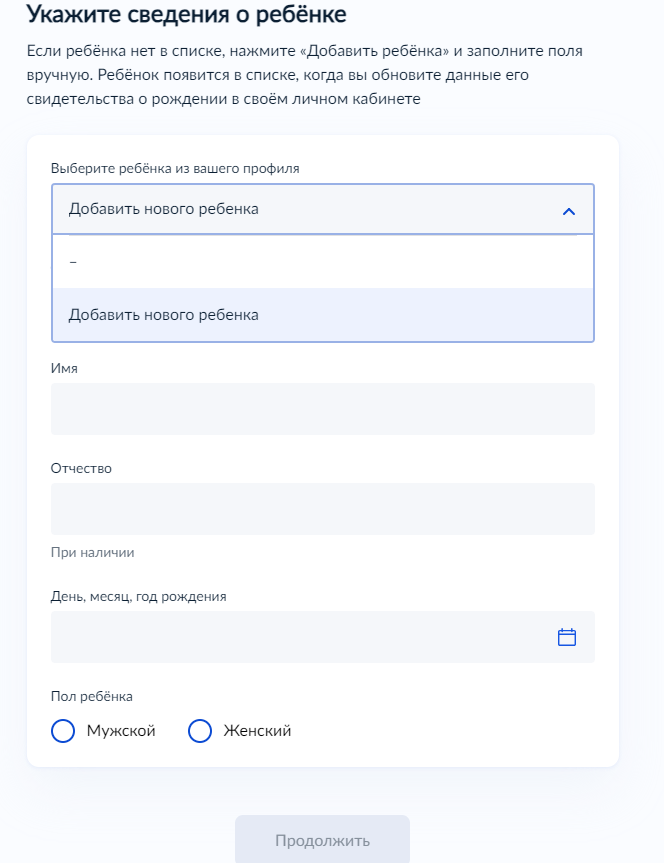 Укажите сведения о ребёнке
Если ребёнка нет в списке, нажмите «Добавить ребёнка» и заполните поля
вручную. Ребёнок появится в списке, когда вы обновите данные его
свидетельства о рождении в своём личном кабинете
Выберите ребёнка из вашего профиля
Добавить нового ребенка
–
Добавить нового ребенка
Имя
Отчество
При наличии
День, месяц, год рождения
Пол ребёнка
Мужской Женский
Продолжить